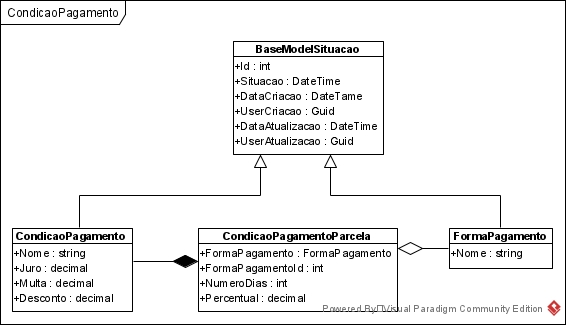 CondicaoPagamento
BaseModelSituacao
+Id : int
+Situacao : DateTime
+DataCriacao : DateTame
+UserCriacao : Guid
+DataAtualizacao : DateTime
+UserAtualizacao : Guid
CondicaoPagamento
+Nome : string
+Juro : decimal
+Multa : decimal
+Desconto : decimal
CondicaoPagamentoParcela
+FormaPagamento : FormaPagamento
+FormaPagamentoId : int
+NumeroDias : int
+Percentual : decimal
FormaPagamento
+Nome : string
Powered By Visual Paradigm Community Edition